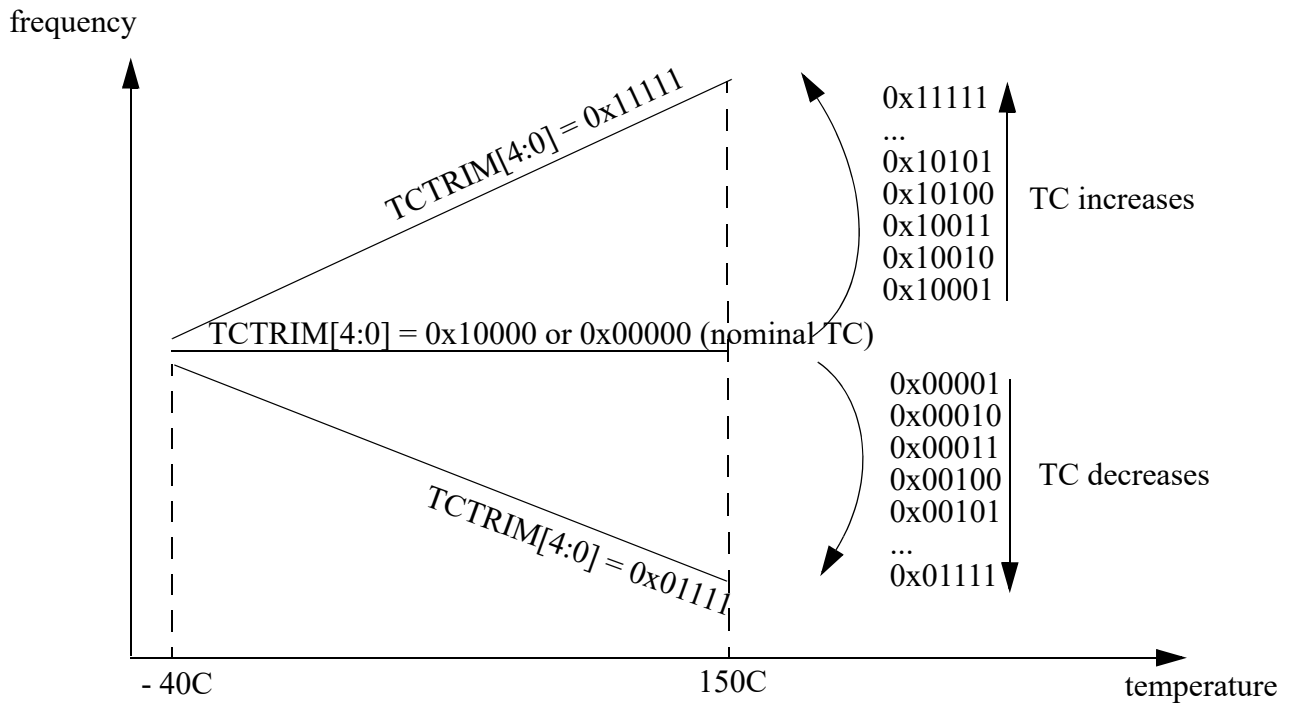 frequency
TCTRIM[4:0] = 0x11111
0x11111
...
0x10101
0x10100
0x10011
0x10010
0x10001
TC increases
TCTRIM[4:0] = 0x10000 or 0x00000 (nominal TC)
0x00001
0x00010
0x00011
0x00100
0x00101
...
0x01111
TC decreases
TCTRIM[4:0] = 0x01111
- 40C
150C
temperature